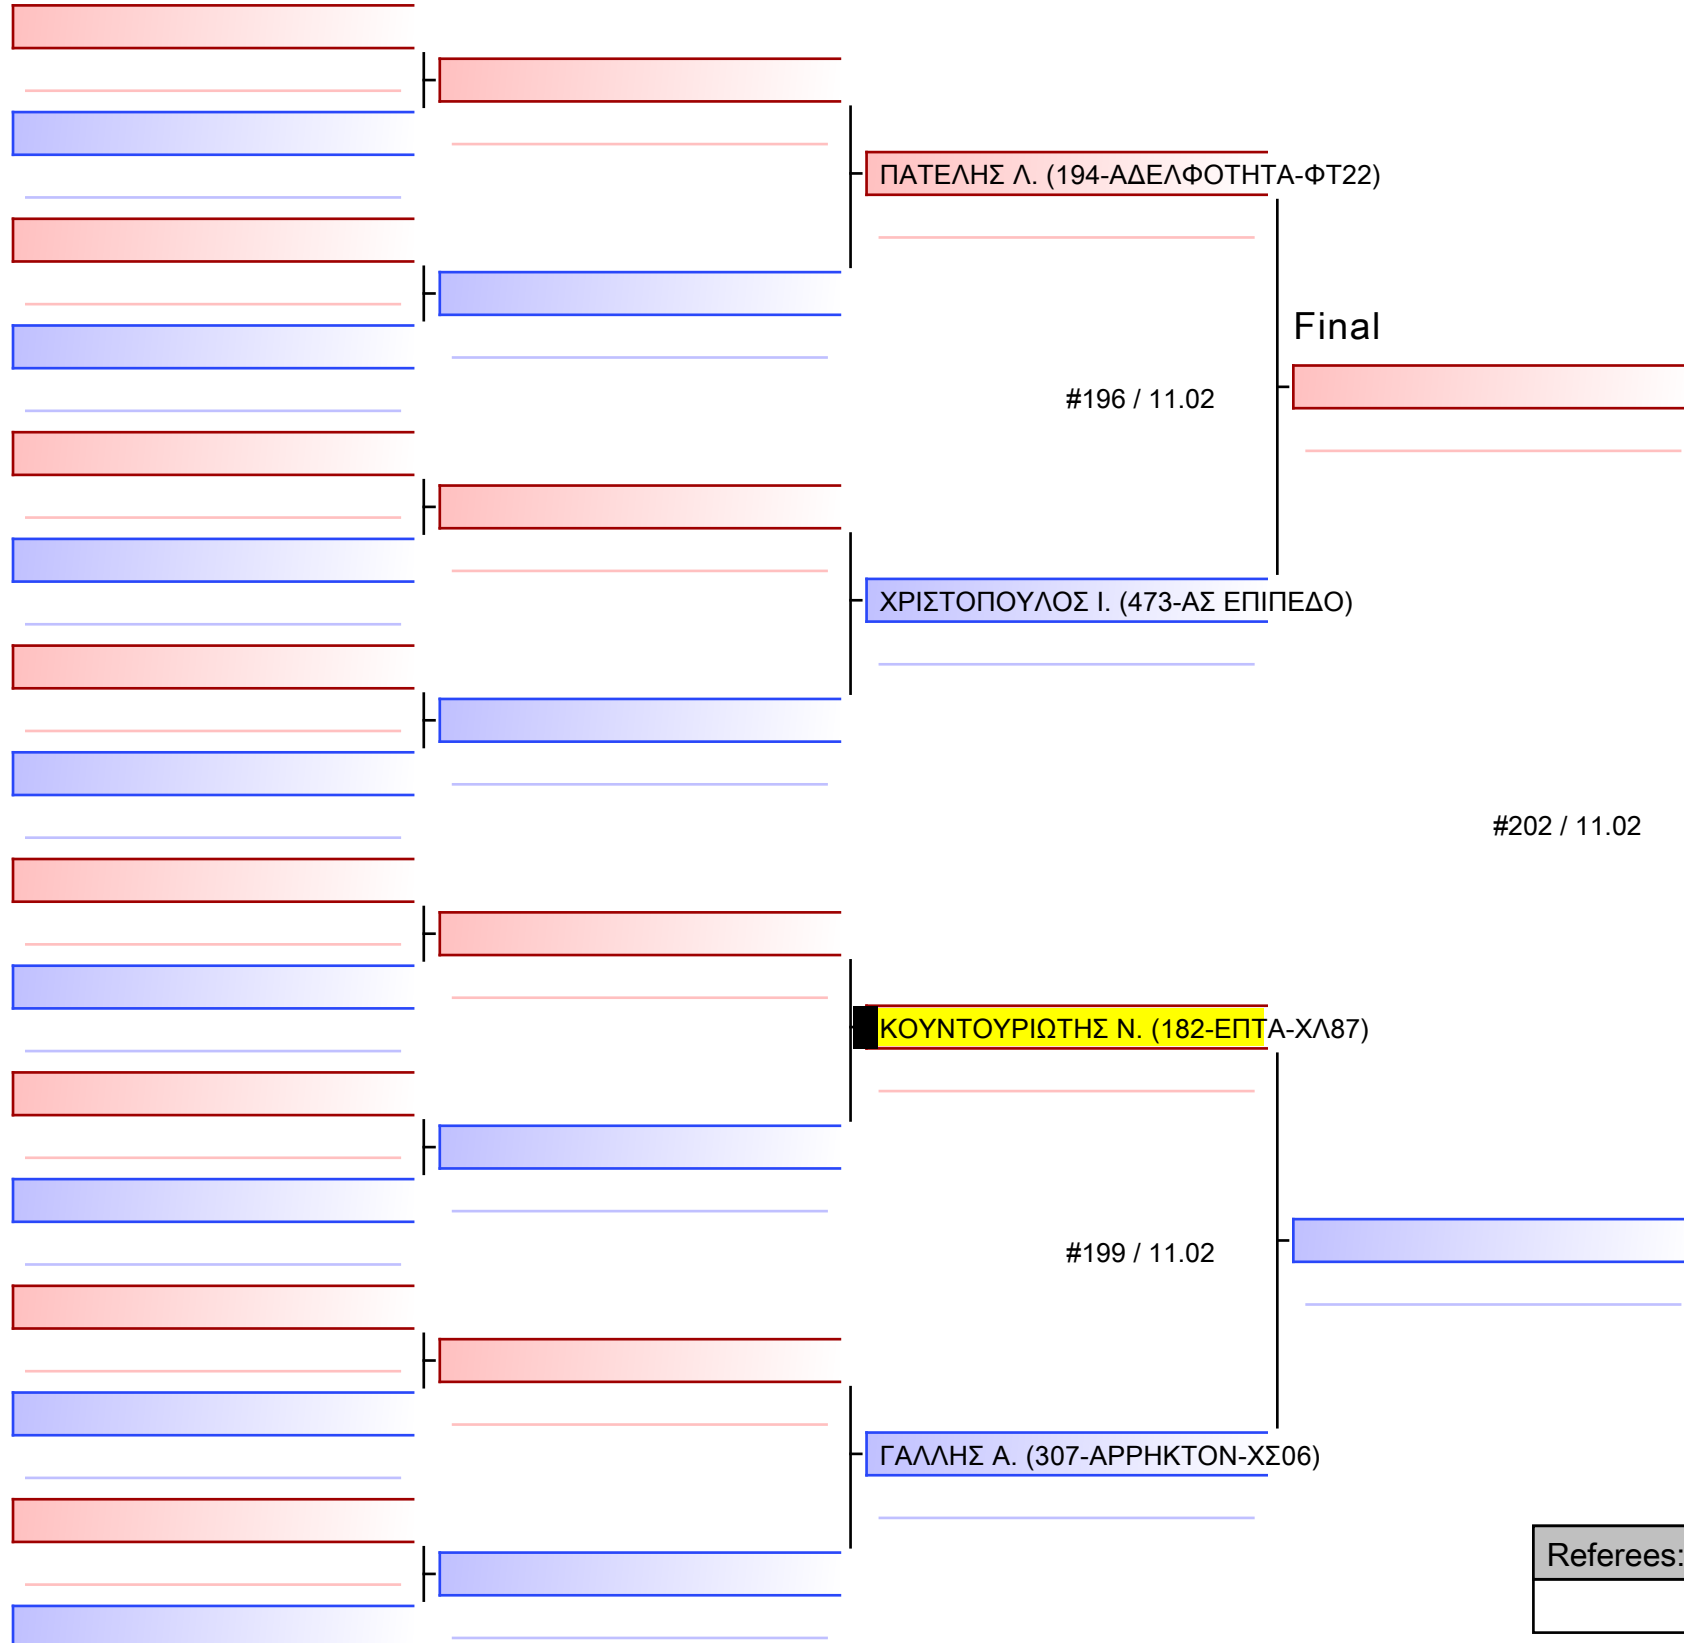 ΠΑΤΕΛΗΣ Λ. (194-ΑΔΕΛΦΟΤΗΤΑ-ΦΤ22)
Final
#196 / 11.02
ΧΡΙΣΤΟΠΟΥΛΟΣ Ι. (473-ΑΣ ΕΠΙΠΕΔΟ)
#202 / 11.02
ΚΟΥΝΤΟΥΡΙΩΤΗΣ Ν. (182-ΕΠΤΑ-ΧΛ87)
#199 / 11.02
ΓΑΛΛΗΣ Α. (307-ΑΡΡΗΚΤΟΝ-ΧΣ06)
Referees: